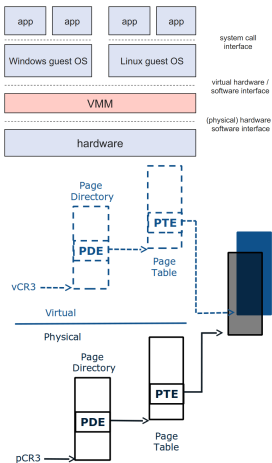 app app app app
system call
interface
Windows guest OS Linux guest OS
virtual hardware /
software interface
VMM
(physical) hardware
software interface
hardware
Page
Directory
PTE
PDE
Page
Table
vCR3
Virtual
Physical
Page
Directory
PTE
PDE
Page
Table
pCR3